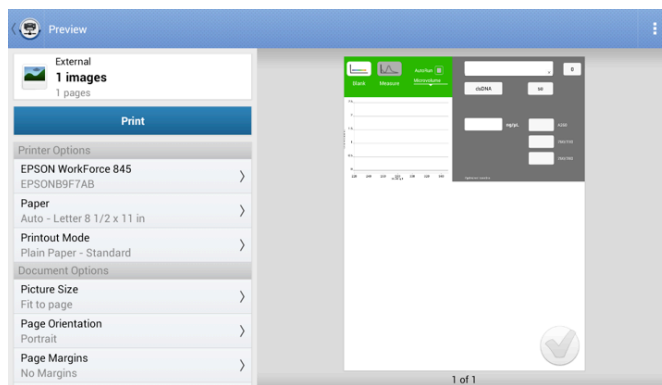 Preview
External
1 images
1 pages
Print
Printer Options
EPSON WorkForce 845
EPSONB9F7AB
Paper
Auto - Letter 8 1/2 x 11 in
Printout Mode
Plain Paper - Standard
Document Options
Picture Size
Fit to page
Page Orientation
Portrait
Page Margins
No Margins
Blank
Measure
AutoRun
Microvolume
dsDNA
ng/µL
1 of 1